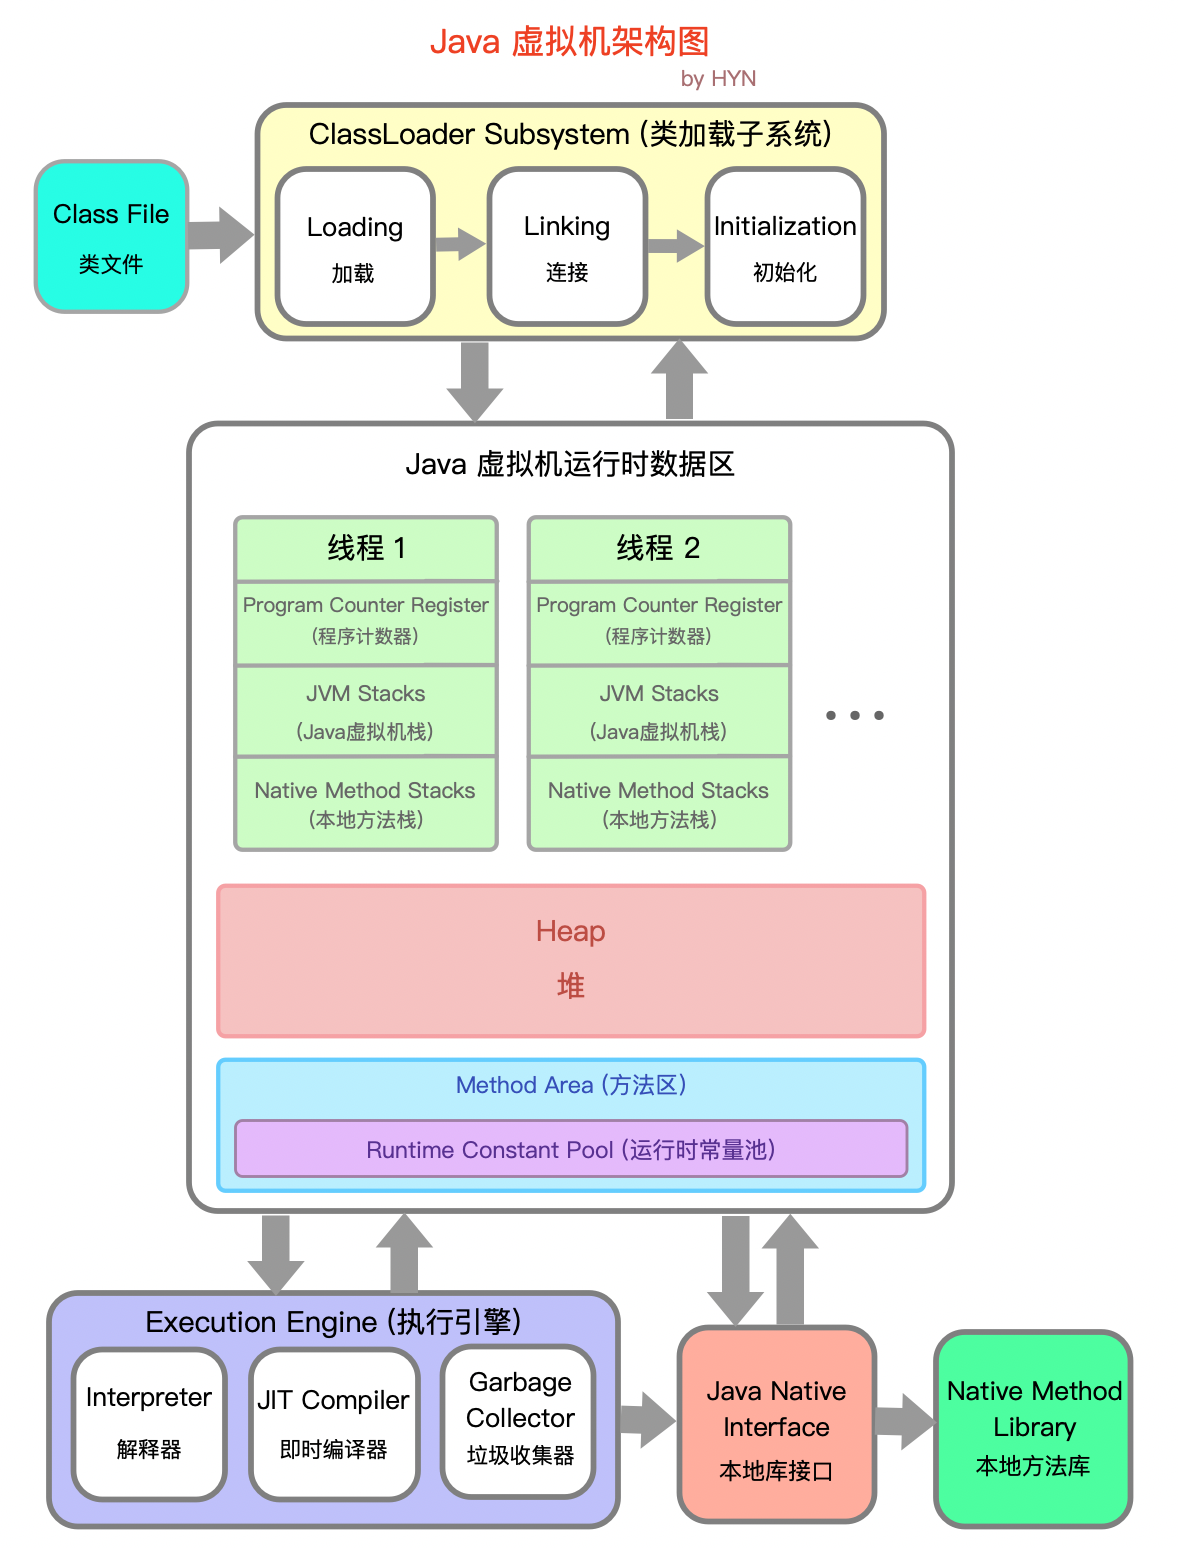 Java 虚拟机架构图
by HYN
ClassLoader Subsystem (类加载子系统)
Class File
类文件
Loading
加载
Linking
连接
Initialization
初始化
Java 虚拟机运行时数据区
线程 1
Program Counter Register
(程序计数器)
JVM Stacks
(Java虚拟机栈)
Native Method Stacks
(本地方法栈)
线程 2
Program Counter Register
(程序计数器)
JVM Stacks
(Java虚拟机栈)
Native Method Stacks
(本地方法栈)
...
Heap
堆
Method Area (方法区)
Runtime Constant Pool (运行时常量池)
Execution Engine (执行引擎)
Interpreter
解释器
JIT Compiler
即时编译器
Garbage
Collector
垃圾收集器
Java Native
Interface
本地库接口
Native Method
Library
本地方法库